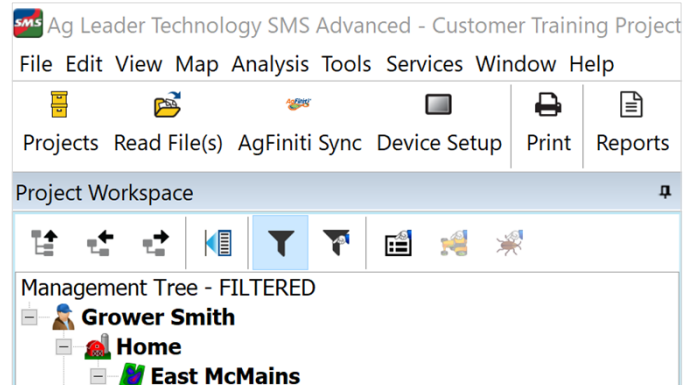 SMS Ag Leader Technology SMS Advanced - Customer Training Project
File Edit View Map Analysis Tools Services Window Help
AgFiniti
Projects Read File(s) AgFiniti Sync Device Setup Print Reports
Project Workspace
Management Tree - FILTERED
Grower Smith
Home
East McMains